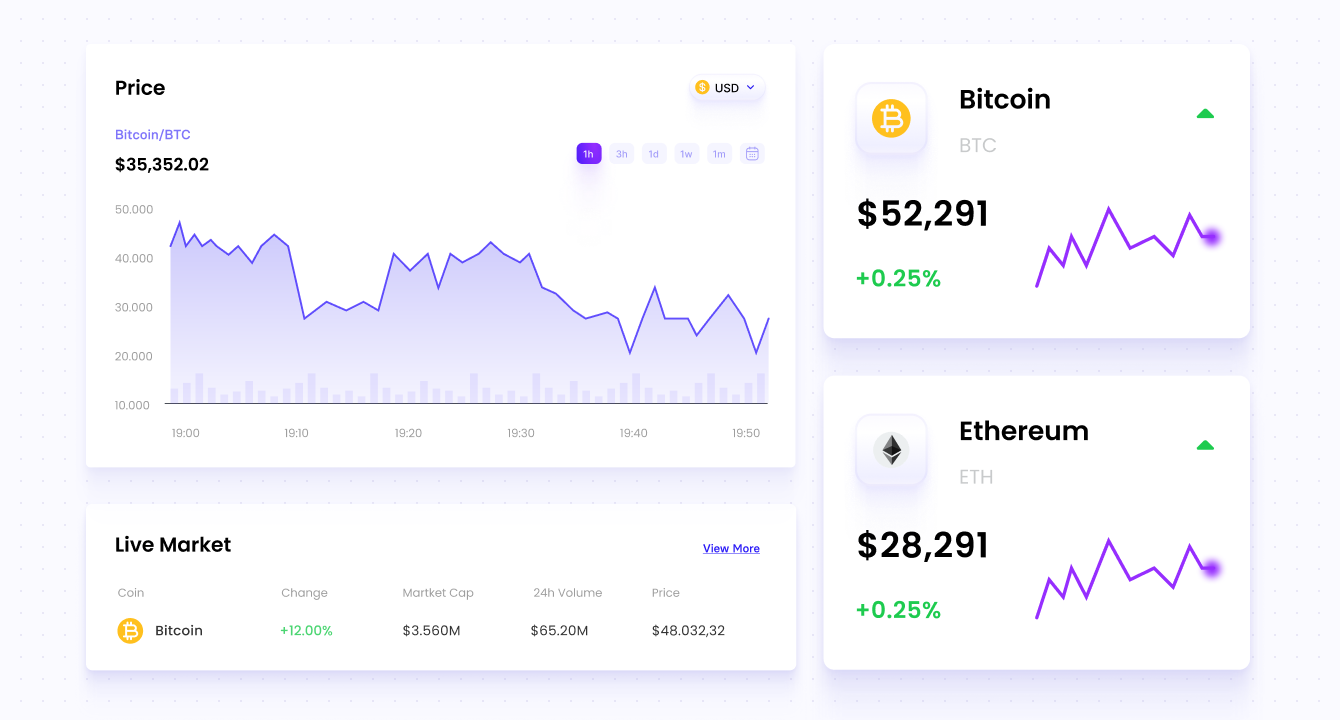 Price
$ USD
Bitcoin/BTC
$35,352.02
1h 3h 1d 1w 1m
50.000
40.000
30.000
20.000
10.000
19:00 19:10 19:20 19:30 19:40 19:50
Live Market
View More
Coin Change Martket Cap 24h Volume Price
Bitcoin +12.00% $3.560M $65.20M $48.032,32
Bitcoin
BTC
$52,291
+0.25%
Ethereum
ETH
$28,291
+0.25%